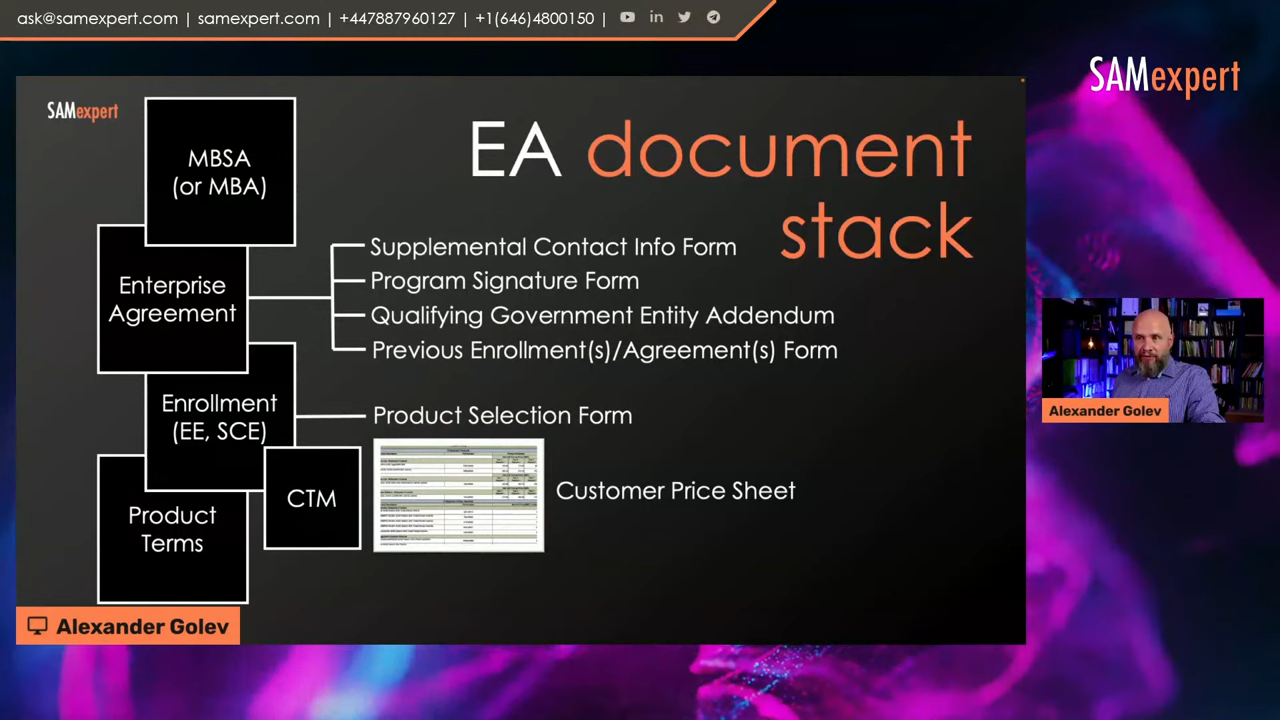 ask@samexpert.com | samexpert.com | +447887960127 | +1(646)4800150 |
SAMexpert
SAMexpert
EA document
stack
MBSA
(or MBA)
Enterprise
Agreement
Supplemental Contact Info Form
Program Signature Form
Qualifying Government Entity Addendum
Previous Enrollment(s)/Agreement(s) Form
Enrollment
(EE, SCE)
Product Selection Form
CTM
Customer Price Sheet
Product
Terms
Alexander Golev
Alexander Golev